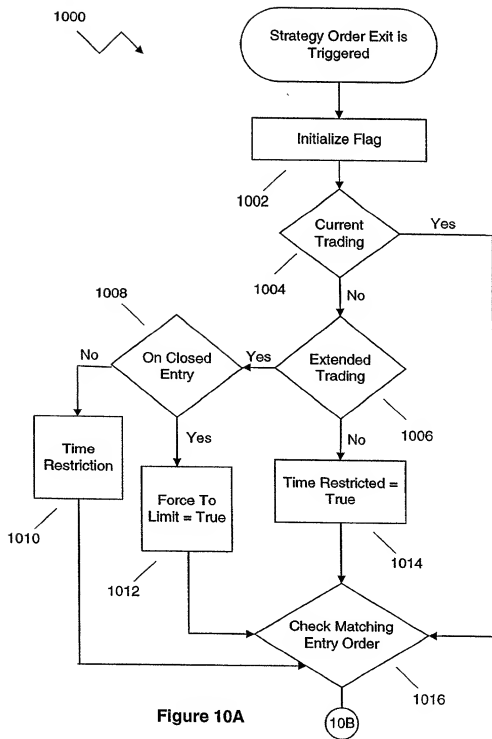 1000
Strategy Order Exit is
Triggered
Initialize Flag
1002
Current
Trading
Yes
1004
No
1008
On Closed
Entry
No
Yes
Extended
Trading
1006
Yes
No
Time
Restriction
Force To
Limit = True
Time Restricted =
True
1010
1012
1014
Check Matching
Entry Order
1016
Figure 10A
10B